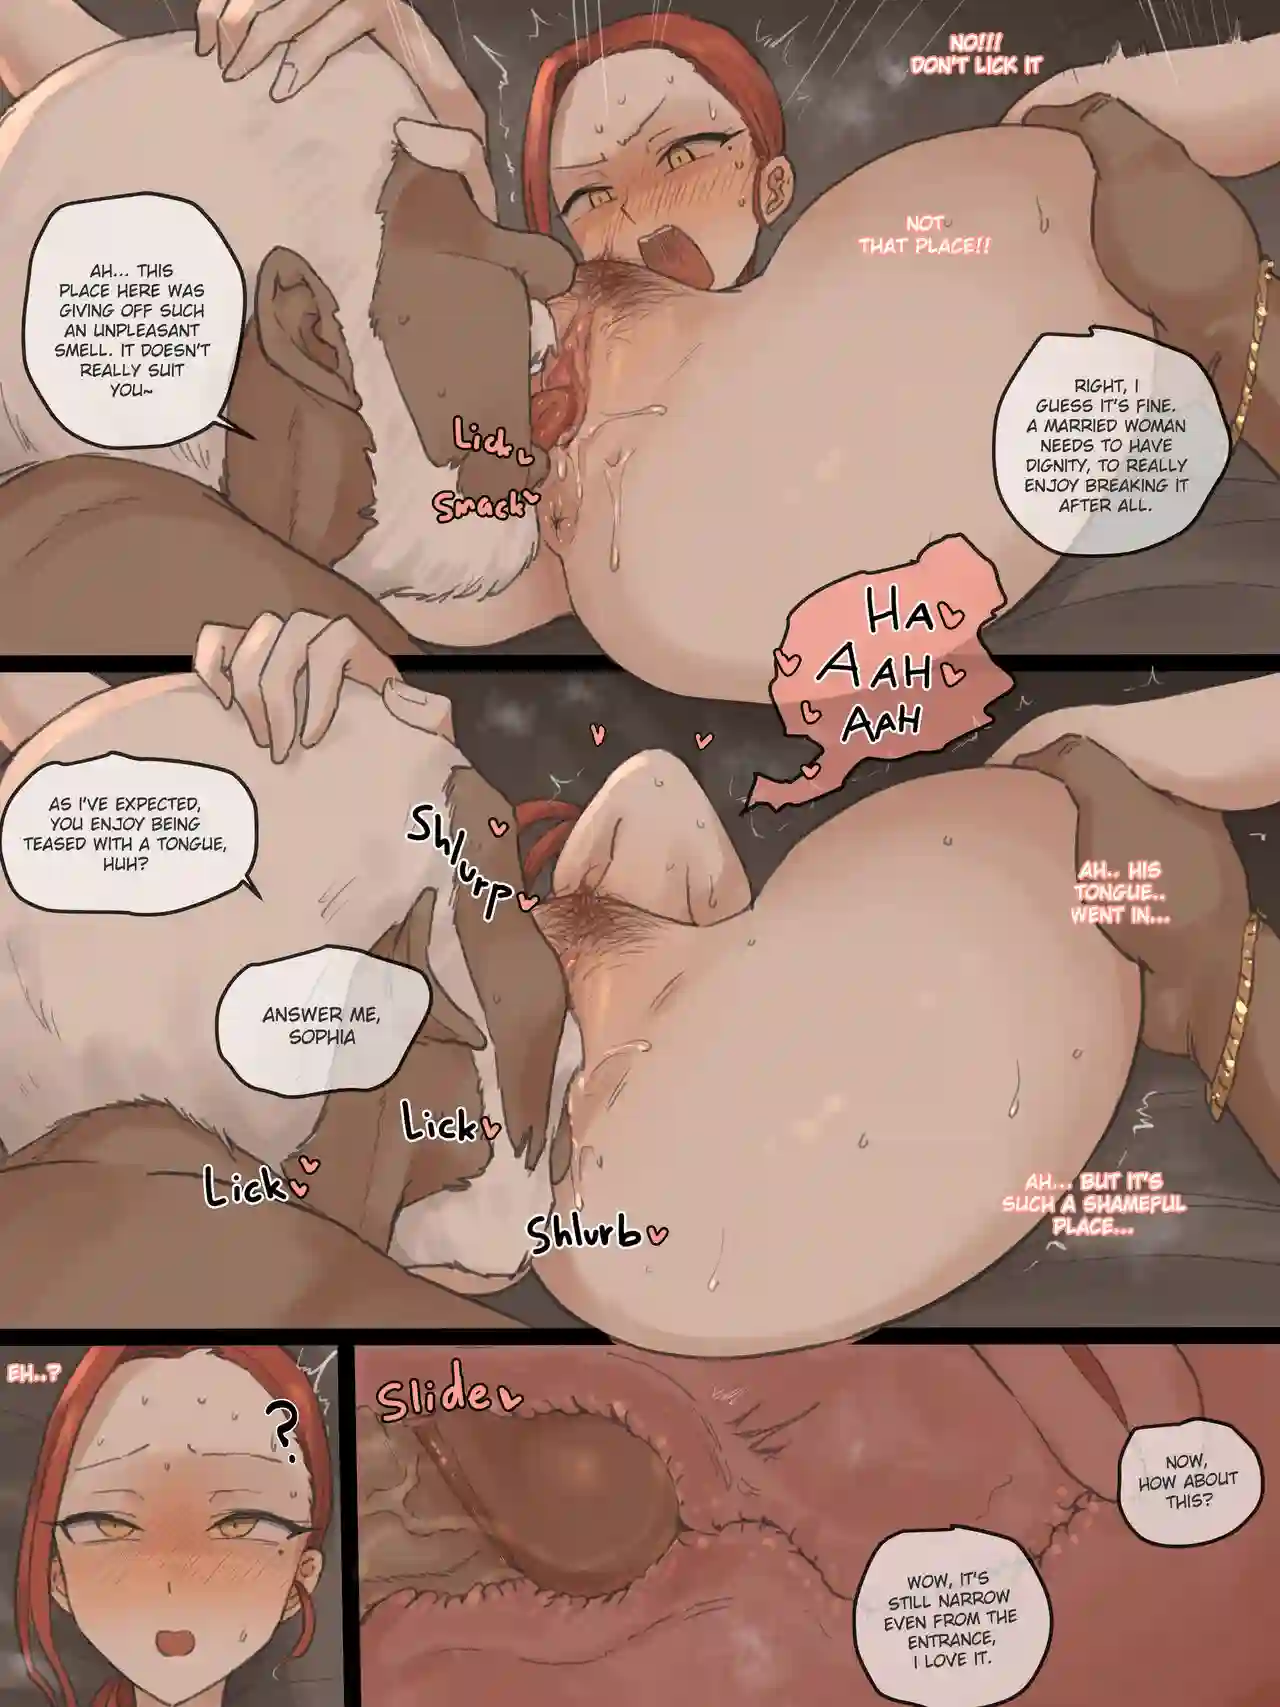 NO!!!
DON'T LICK IT
AH... THIS
PLACE HERE WAS
GIVING OFF SUCH
AN UNPLEASANT
SMELL. IT DOESN'T
REALLY SUIT
YOU~
NOT
THAT PLACE!!
RIGHT, I
GUESS IT'S FINE.
A MARRIED WOMAN
NEEDS TO HAVE
DIGNITY, TO REALLY
ENJOY BREAKING IT
AFTER ALL.
Lick
Smack
HA
AAH
AAH
AS I'VE EXPECTED,
YOU ENJOY BEING
TEASED WITH A TONGUE,
HUH?
Shlurp
AH.. HIS
TONGUE..
WENT IN...
ANSWER ME,
SOPHIA
Lick
Lick
Shlurb
AH... BUT IT'S
SUCH A SHAMEFUL
PLACE...
EH..?
?
Slide
NOW,
HOW ABOUT
THIS?
WOW, IT'S
STILL NARROW
EVEN FROM THE
ENTRANCE,
I LOVE IT.